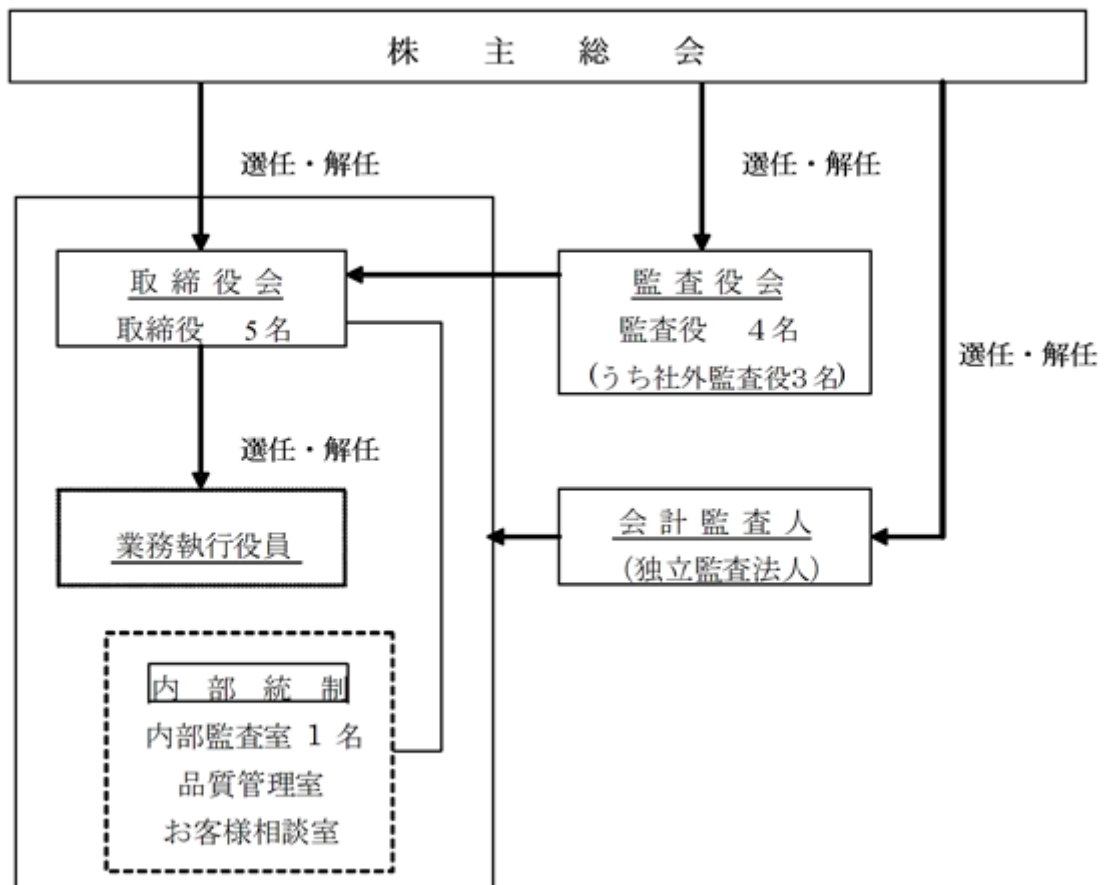 株主総会
選任・解任
選任・解任
取締役会
取締役 5名
監査役会
監査役 4名
(うち社外監査役3名)
選任・解任
選任・解任
業務執行役員
会計監査人
(独立監査法人)
内部統制
内部監査室 1 名
品質管理室
お客様相談室